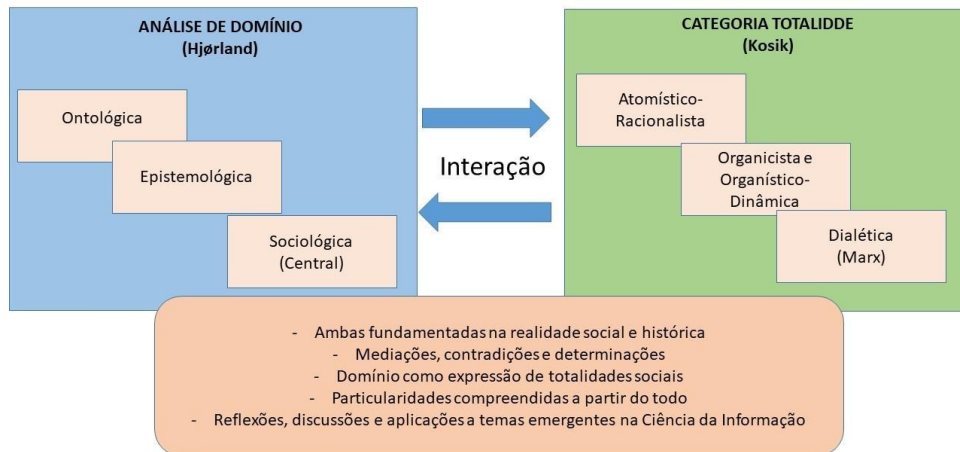 ANÁLISE DE DOMÍNIO
(Hjørland)
Ontológica
Epistemológica
Sociológica
(Central)
Interação
CATEGORIA TOTALIDDE
(Kosik)
Atomístico-
Racionalista
Organicista e
Organístico-
Dinâmica
Dialética
(Marx)
- Ambas fundamentadas na realidade social e histórica
- Mediações, contradições e determinações
- Domínio como expressão de totalidades sociais
- Particularidades compreendidas a partir do todo
- Reflexões, discussões e aplicações a temas emergentes na Ciência da Informação